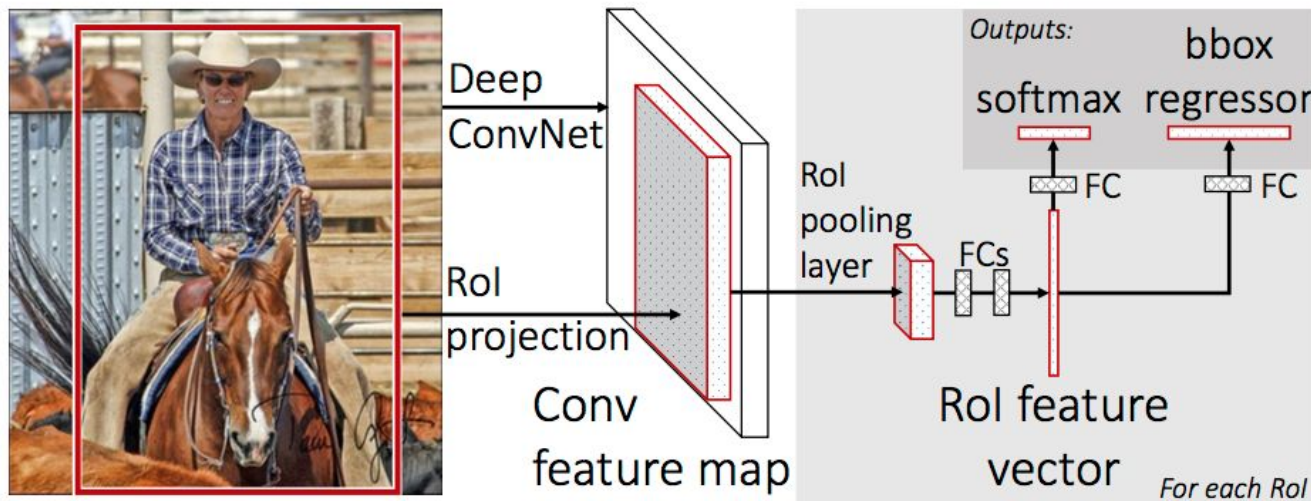 Deep
ConvNet
RoI
projection
Conv
feature map
RoI
pooling
layer
FCs
RoI feature
vector
For each RoI
Outputs:
softmax
bbox
regressor
FC
FC